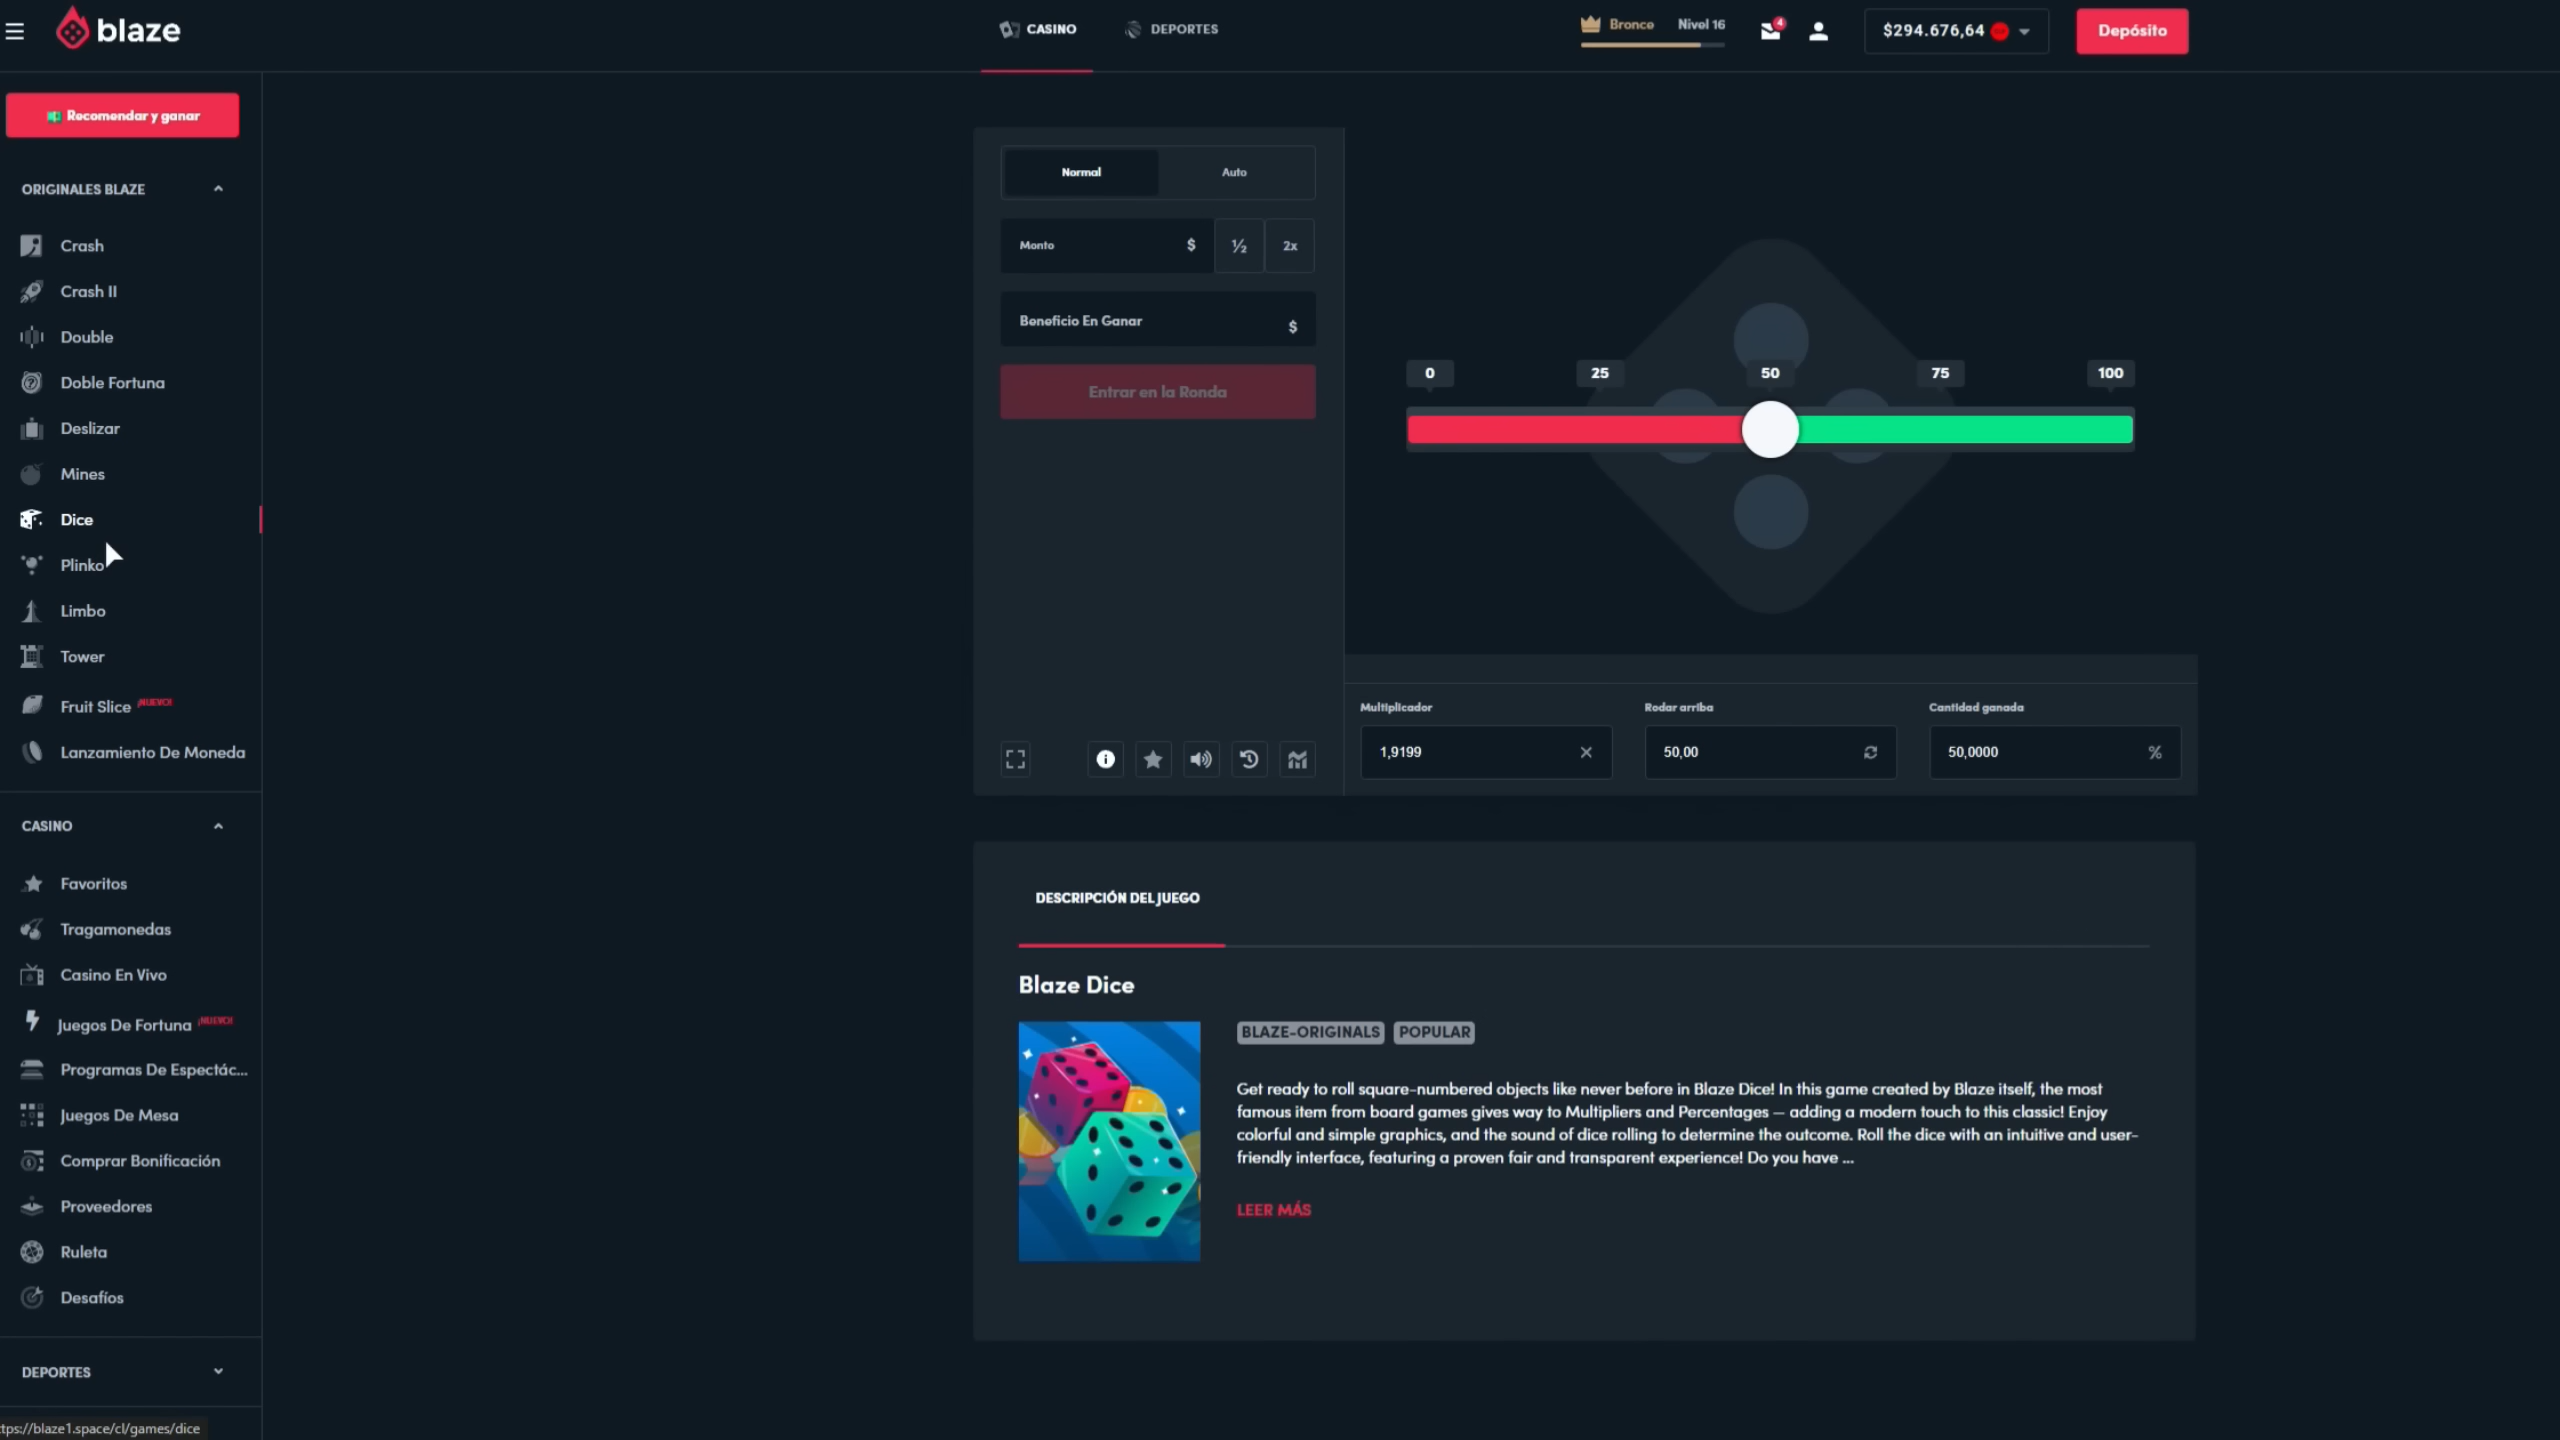 blaze
CASINO
DEPORTES
Bronce
Nivel 16
4
$294.676,64
Depósito
Recomendar y ganar
ORIGINALES BLAZE
Crash
Crash II
Double
Doble Fortuna
Deslizar
Mines
Dice
Plinko
Limbo
Tower
Fruit Slice ¡NUEVO!
Lanzamiento De Moneda
CASINO
Favoritos
Tragamonedas
Casino En Vivo
Juegos De Fortuna ¡NUEVO!
Programas De Espectác...
Juegos De Mesa
Comprar Bonificación
Proveedores
Ruleta
Desafíos
DEPORTES
tps://blaze1.space/cl/games/dice
Normal
Auto
Monto
$
½
2x
Beneficio En Ganar
$
Entrar en la Ronda
0
25
50
75
100
Multiplicador
Rodar arriba
Cantidad ganada
1,9199
50,00
50,0000
%
DESCRIPCIÓN DEL JUEGO
Blaze Dice
BLAZE-ORIGINALS
POPULAR
Get ready to roll square-numbered objects like never before in Blaze Dice! In this game created by Blaze itself, the most
famous item from board games gives way to Multipliers and Percentages — adding a modern touch to this classic! Enjoy
colorful and simple graphics, and the sound of dice rolling to determine the outcome. Roll the dice with an intuitive and user-
friendly interface, featuring a proven fair and transparent experience! Do you have ...
LEER MÁS